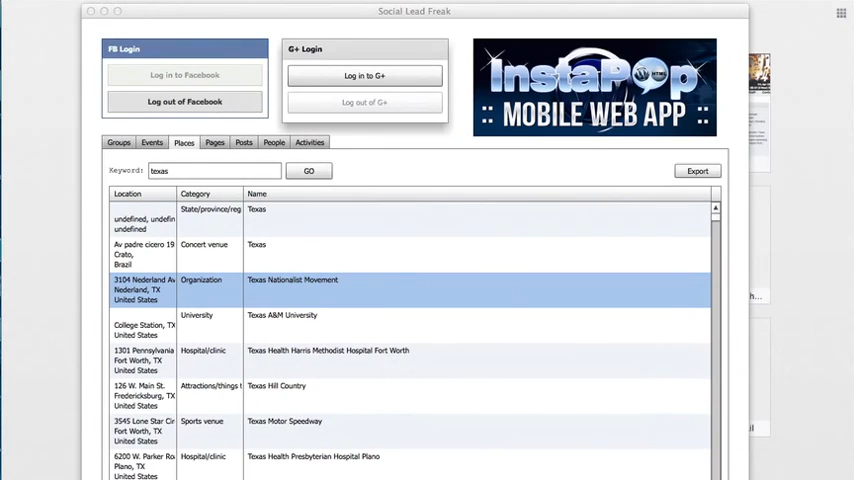 Social Lead Freak
FB Login
Log in to Facebook
Log out of Facebook
G+ Login
Log in to G+
Log out of G+
InstaPop
MOBILE WEB APP
Groups Events Places Pages Posts People Activities
Keyword: texas GO Export
Location Category Name
undefined, undefin
undefined
State/province/reg
Texas
Av padre cicero 19
Crato,
Brazil
Concert venue
Texas
3104 Nederland Av
Nederland, TX
United States
Organization
Texas Nationalist Movement
College Station, TX
United States
University
Texas A&M University
1301 Pennsylvania
Fort Worth, TX
United States
Hospital/clinic
Texas Health Harris Methodist Hospital Fort Worth
126 W. Main St.
Fredericksburg, TX
United States
Attractions/things t
Texas Hill Country
3545 Lone Star Cir
Fort Worth, TX
United States
Sports venue
Texas Motor Speedway
6200 W. Parker Ro
Plano, TX
United States
Hospital/clinic
Texas Health Presbyterian Hospital Plano